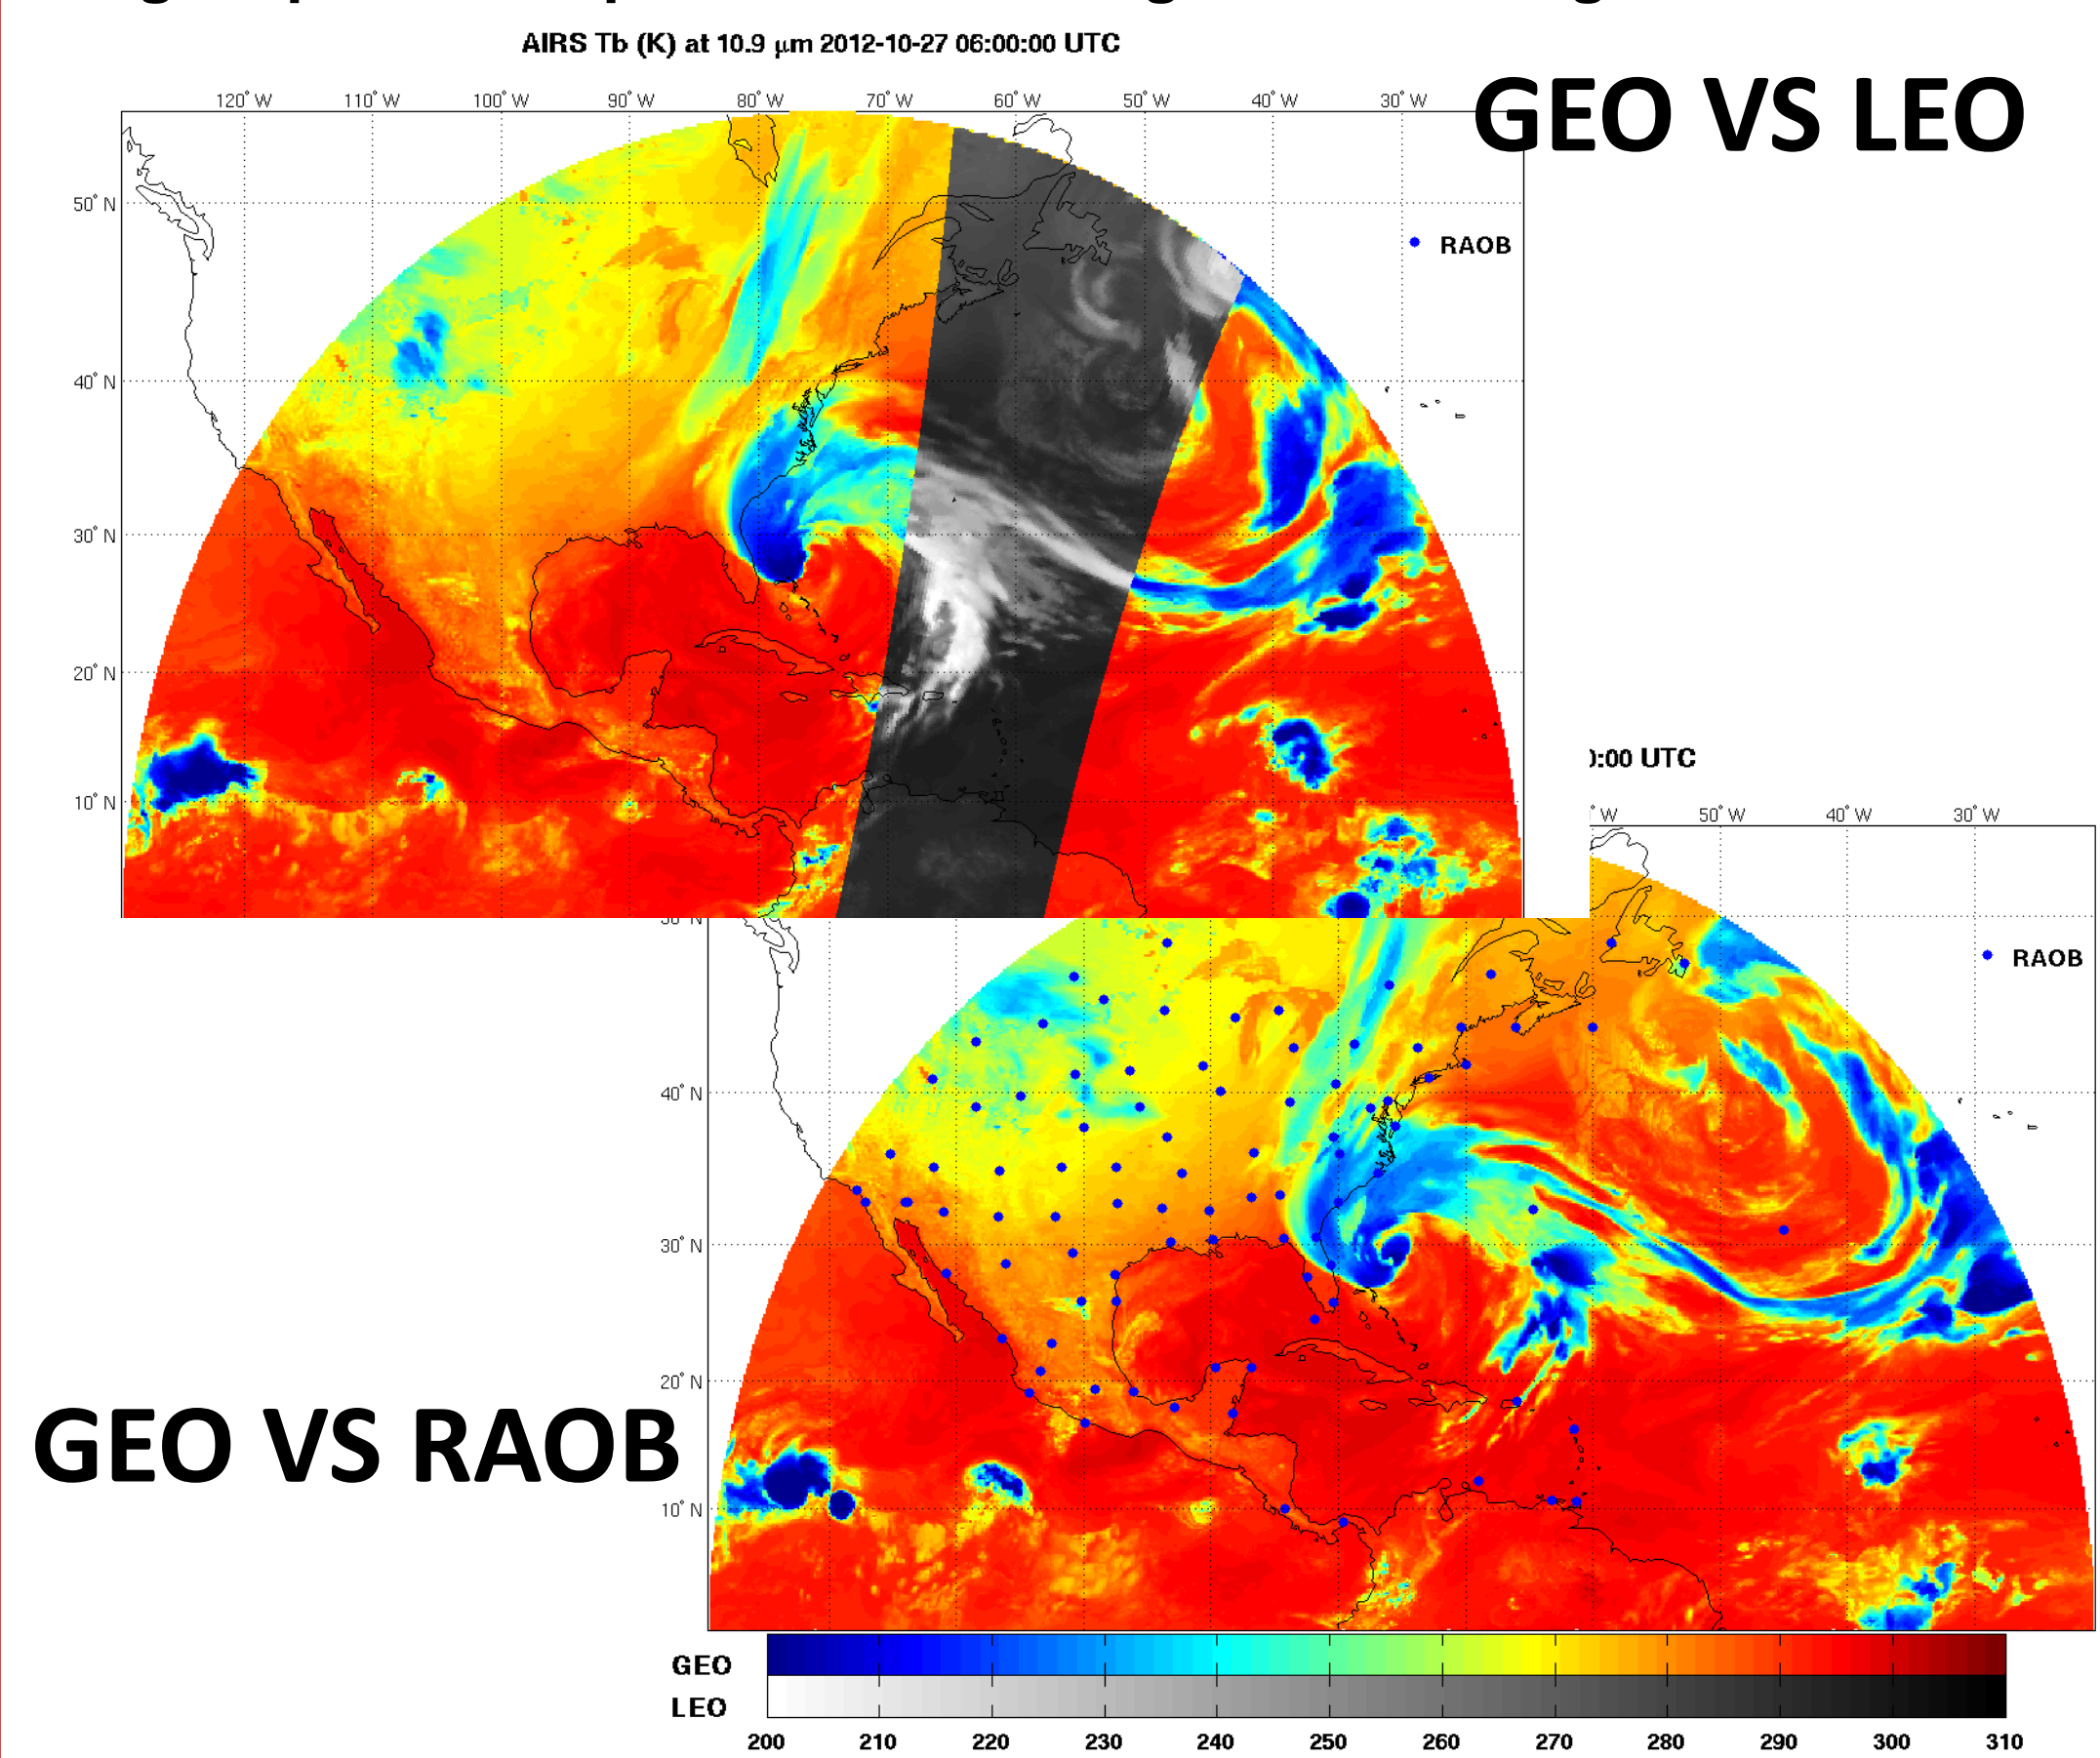 AIRS Tb (K) at 10.9 μm 2012-10-27 06:00:00 UTC
GEO VS LEO
120° W 110° W 100° W 90° W 80° W 70° W 60° W 50° W 40° W 30° W
50° N
RAOB
40° N
30° N
20° N
10° N
:00 UTC
° W 50° W 40° W 30° W
RAOB
40° N
30° N
20° N
GEO VS RAOB
10° N
GEO
LEO
200 210 220 230 240 250 260 270 280 290 300 310